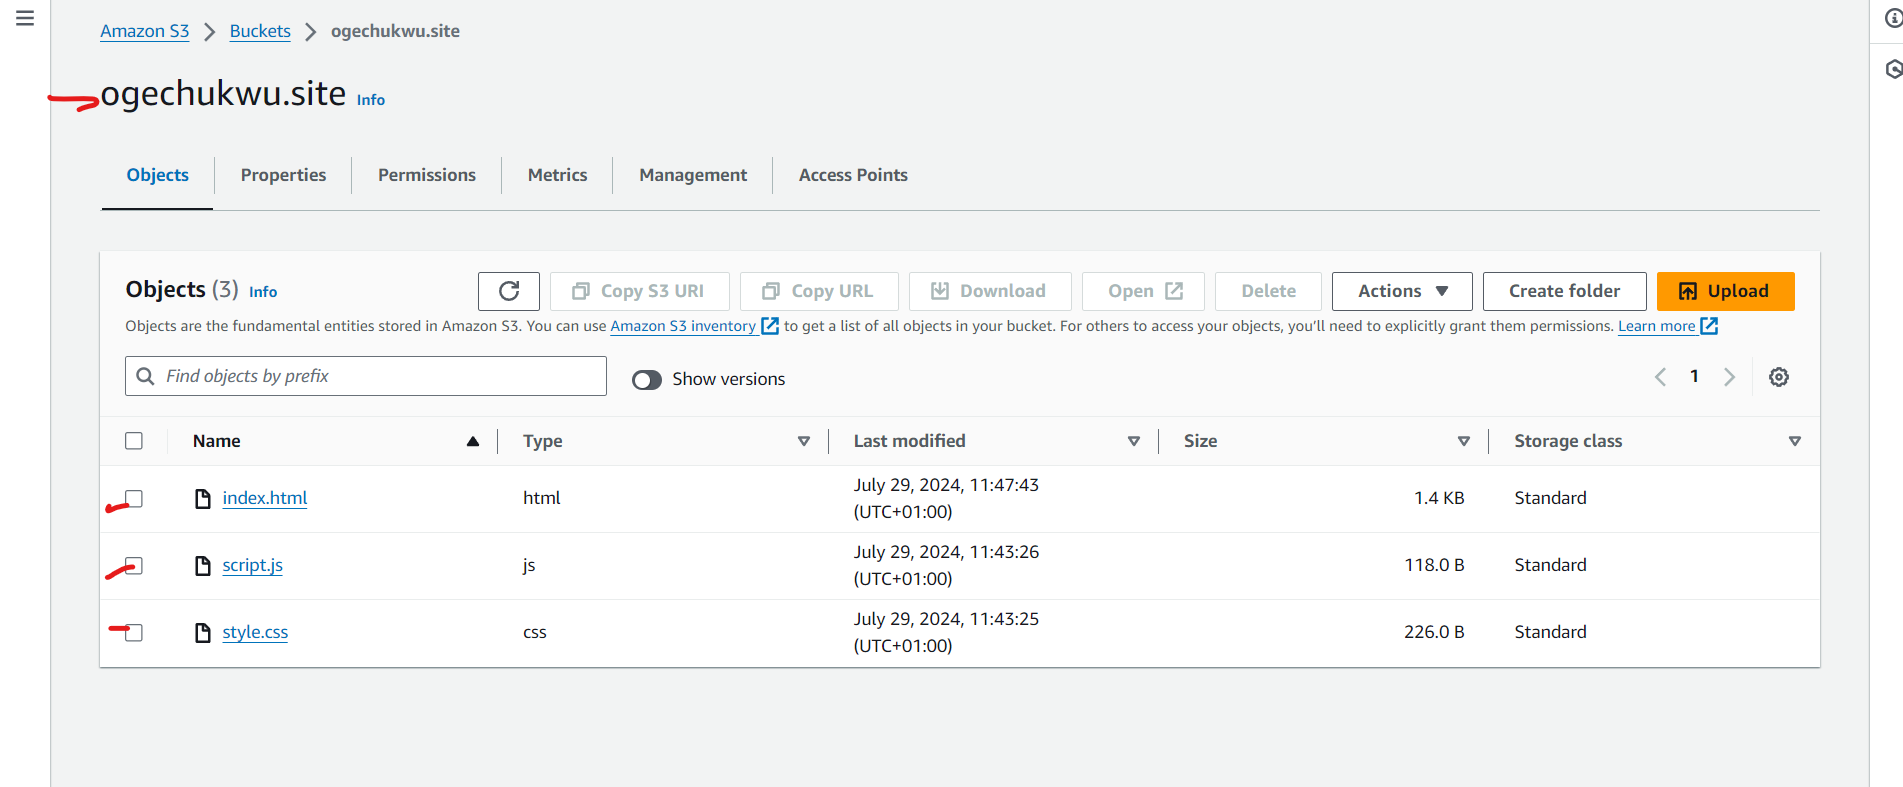 Amazon S3 > Buckets > ogechukwu.site
ogechukwu.site Info
Objects Properties Permissions Metrics Management Access Points
Objects (3) Info Copy S3 URI Copy URL Download Open Delete Actions Create folder Upload
Objects are the fundamental entities stored in Amazon S3. You can use Amazon S3 inventory to get a list of all objects in your bucket. For others to access your objects, you'll need to explicitly grant them permissions. Learn more
Find objects by prefix Show versions 1
Name Type Last modified Size Storage class
index.html html July 29, 2024, 11:47:43 (UTC+01:00) 1.4 KB Standard
script.js js July 29, 2024, 11:43:26 (UTC+01:00) 118.0 B Standard
style.css css July 29, 2024, 11:43:25 (UTC+01:00) 226.0 B Standard